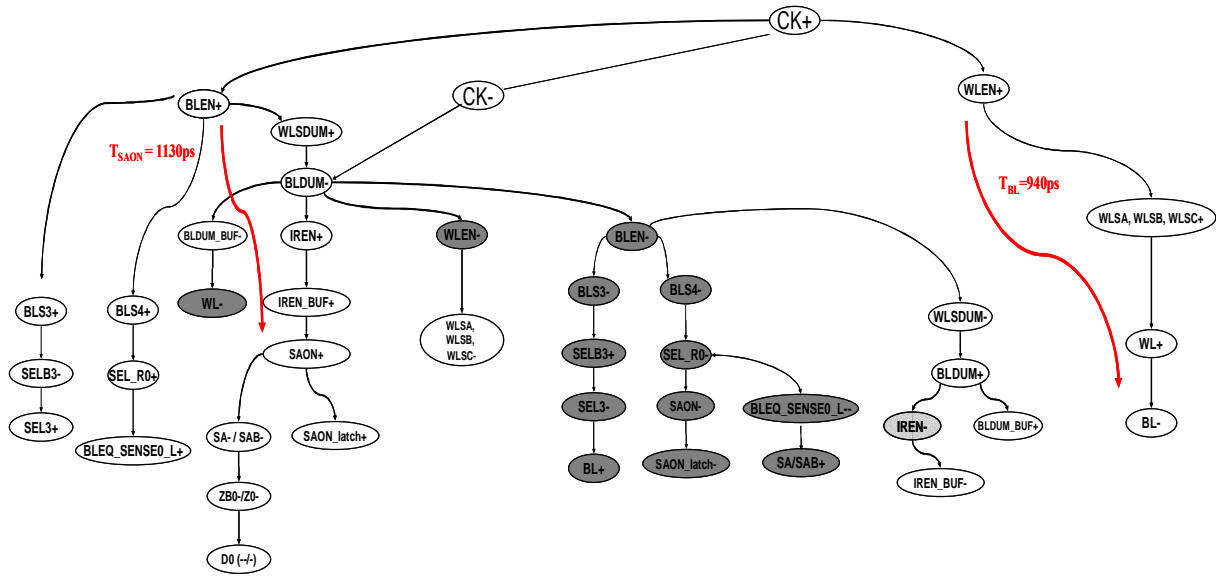 CK+
CK-
BLEN+
WLEN+
WLSDUM+
T_SAON = 1130ps
BLDUM-
T_BL=940ps
WLSA, WLSB, WLSC+
BLDUM_BUF-
IREN+
WLEN-
BLEN-
BLS3+
BLS4+
WL-
IREN_BUF+
BLS3-
BLS4-
WLSDUM-
WLSA,
WLSB,
WLSC-
WL+
SELB3-
SEL_R0+
SAON+
SELB3+
SEL_R0-
BLDUM+
SEL3+
SEL3-
SAON-
BLEQ_SENSE0_L--
BLEQ_SENSE0_L+
SA- / SAB-
SAON_latch+
IREN-
BLDUM_BUF+
BL-
BL+
SAON_latch-
SA/SAB+
IREN_BUF-
ZB0-/Z0-
D0 (--/-)